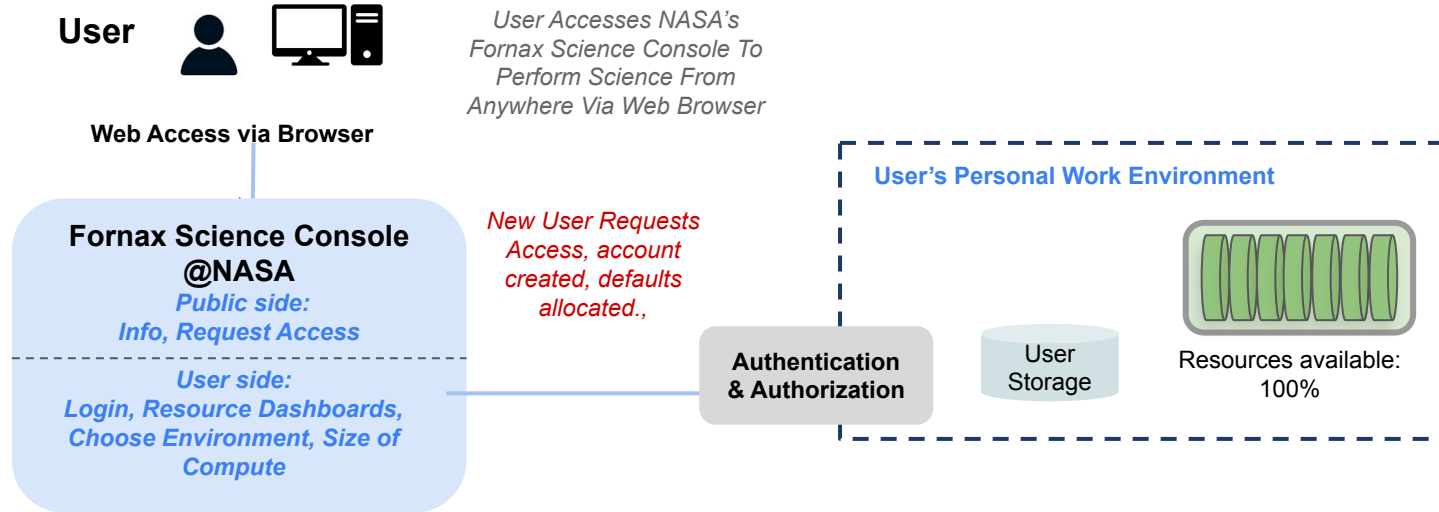 User
User Accesses NASA’s
Fornax Science Console To
Perform Science From
Anywhere Via Web Browser
Web Access via Browser
Fornax Science Console
@NASA
Public side:
Info, Request Access
User side:
Login, Resource Dashboards,
Choose Environment, Size of
Compute
New User Requests
Access, account
created, defaults
allocated.,
Authentication
& Authorization
User’s Personal Work Environment
User
Storage
Resources available:
100%